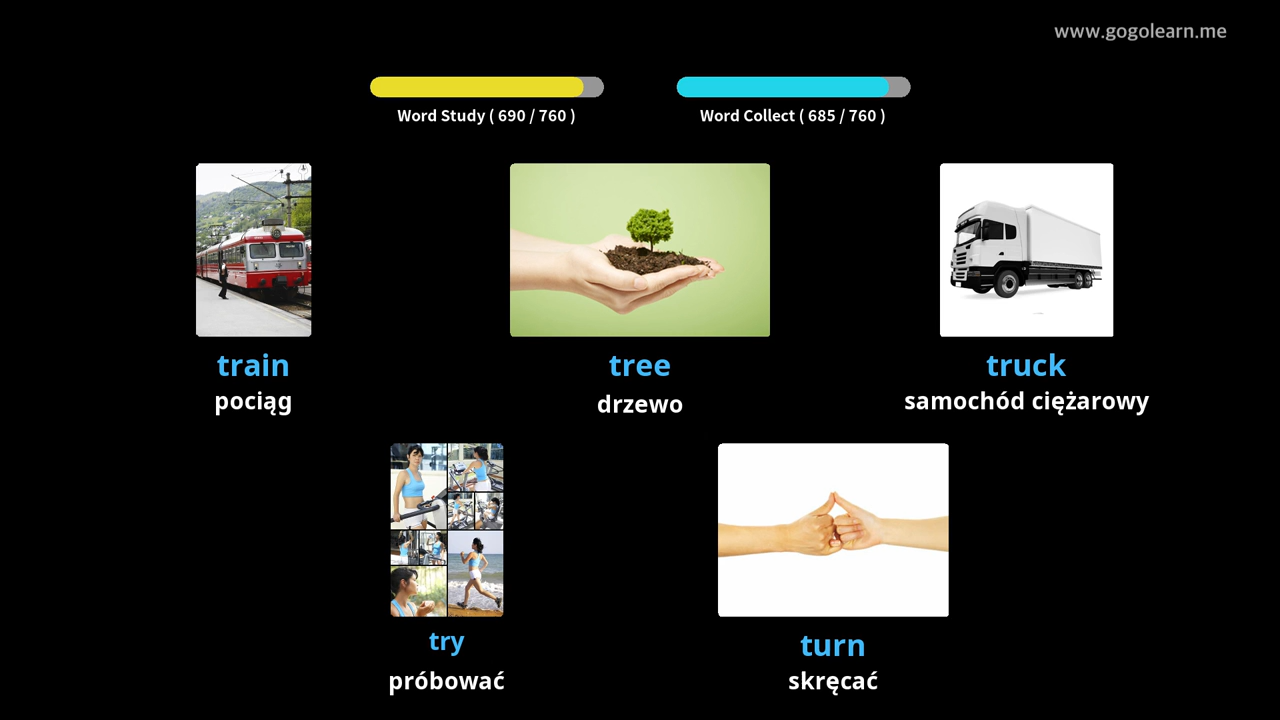 www.gogolearn.me
Word Study ( 690 / 760 )
Word Collect ( 685 / 760 )
train
pociąg
tree
drzewo
truck
samochód ciężarowy
try
próbować
turn
skręcać